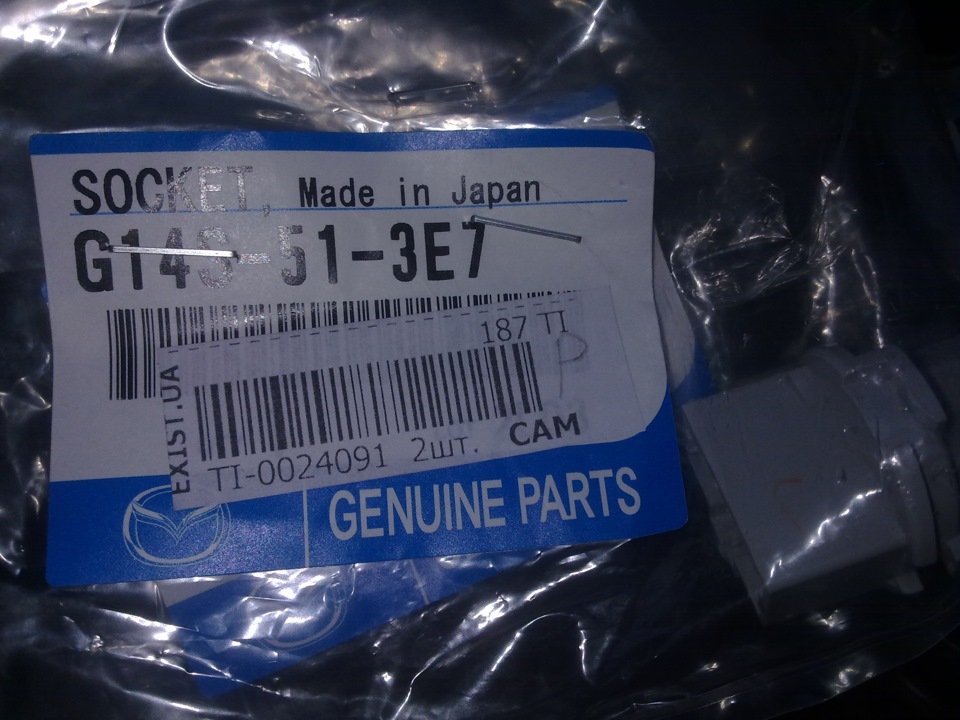 SOCKET, Made in Japan
G14S-51-3E7
187 TI
P
EXIST.UA
TI-0024091 2шт. CAM
GENUINE PARTS